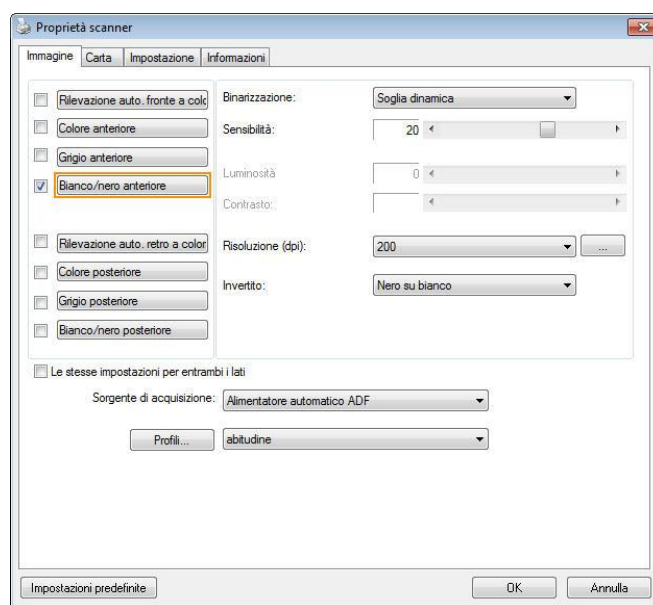 Proprietà scanner
Immagine Carta Impostazione Informazioni
Rilevazione auto. fronte a colo
Colore anteriore
Grigio anteriore
Bianco/nero anteriore
Rilevazione auto. retro a color
Colore posteriore
Grigio posteriore
Bianco/nero posteriore
Binarizzazione: Soglia dinamica
Sensibilità: 20
Luminosità 0
Contrasto:
Risoluzione (dpi): 200 ...
Invertito: Nero su bianco
Le stesse impostazioni per entrambi i lati
Sorgente di acquisizione: Alimentatore automatico ADF
Profili... abitudine
Impostazioni predefinite OK Annulla